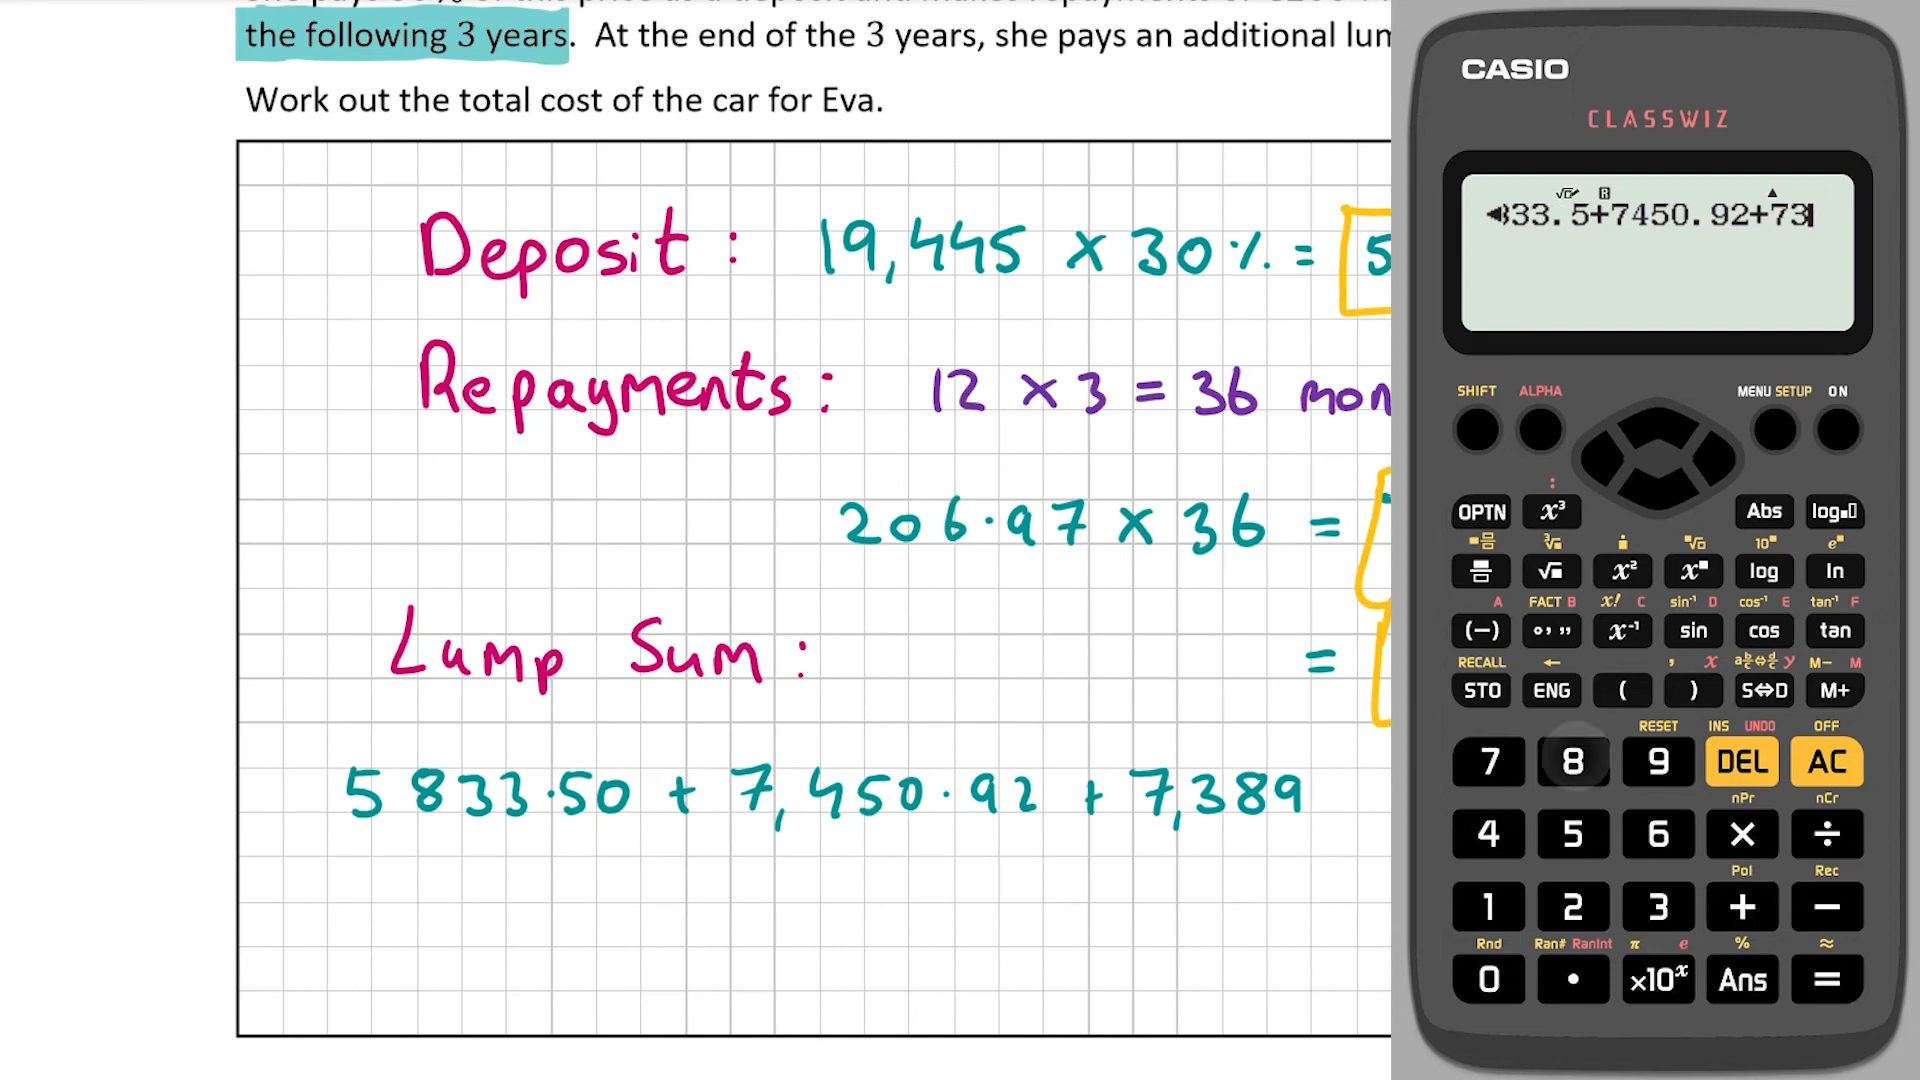 the following 3 years. At the end of the 3 years, she pays an additional
Work out the total cost of the car for Eva.
Deposit : 19,445 × 30% = 5
Repayments : 12 × 3 = 36
206.97 × 36 =
Lump Sum : =
5833.50 + 7,450.92 + 7,389
CASIO
CLASSWIZ
33.5+7450.92+73
SHIFT ALPHA MENU SETUP ON
:
OPTN x³ Abs log
10 e
√ x² x log ln
A FACT B x! C sin⁻¹ D cos⁻¹ E tan⁻¹ F
(−) x⁻¹ sin cos tan
RECALL ← , x a b/c⇔d/c y M− M
STO ENG ( ) S⇔D M+
RESET INS UNDO OFF
7 8 9 DEL AC
nPr nCr
4 5 6 × ÷
Pol Rec
1 2 3 + −
Rnd Ran# RanInt π e % ≈
0 . ×10ˣ Ans =